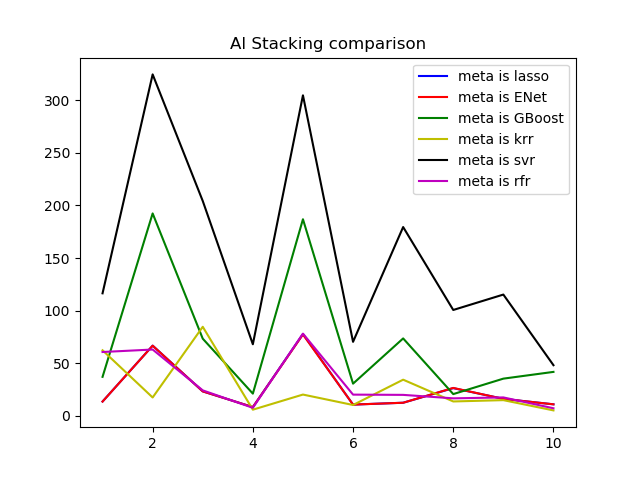 Al Stacking comparison
meta is lasso
meta is ENet
meta is GBoost
meta is krr
meta is svr
meta is rfr
300
250
200
150
100
50
0
2 4 6 8 10